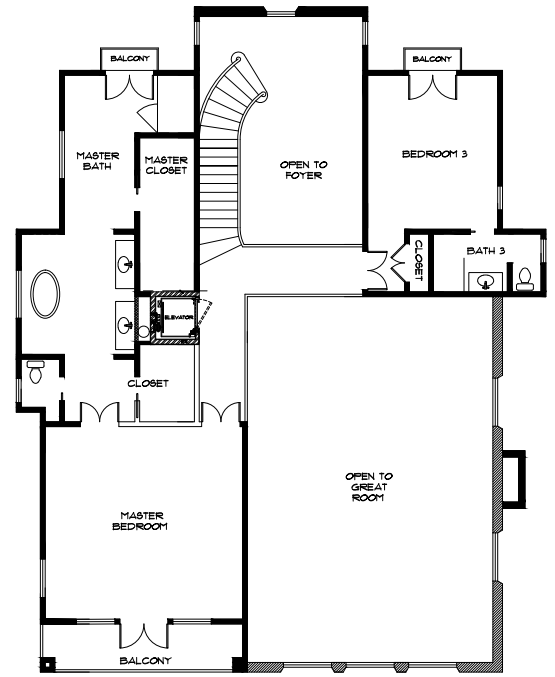 BALCONY
BALCONY
MASTER
BATH
MASTER
CLOSET
OPEN TO
FOYER
BEDROOM 3
CLOSET
BATH 3
ELEVATOR
CLOSET
OPEN TO
GREAT
ROOM
MASTER
BEDROOM
BALCONY